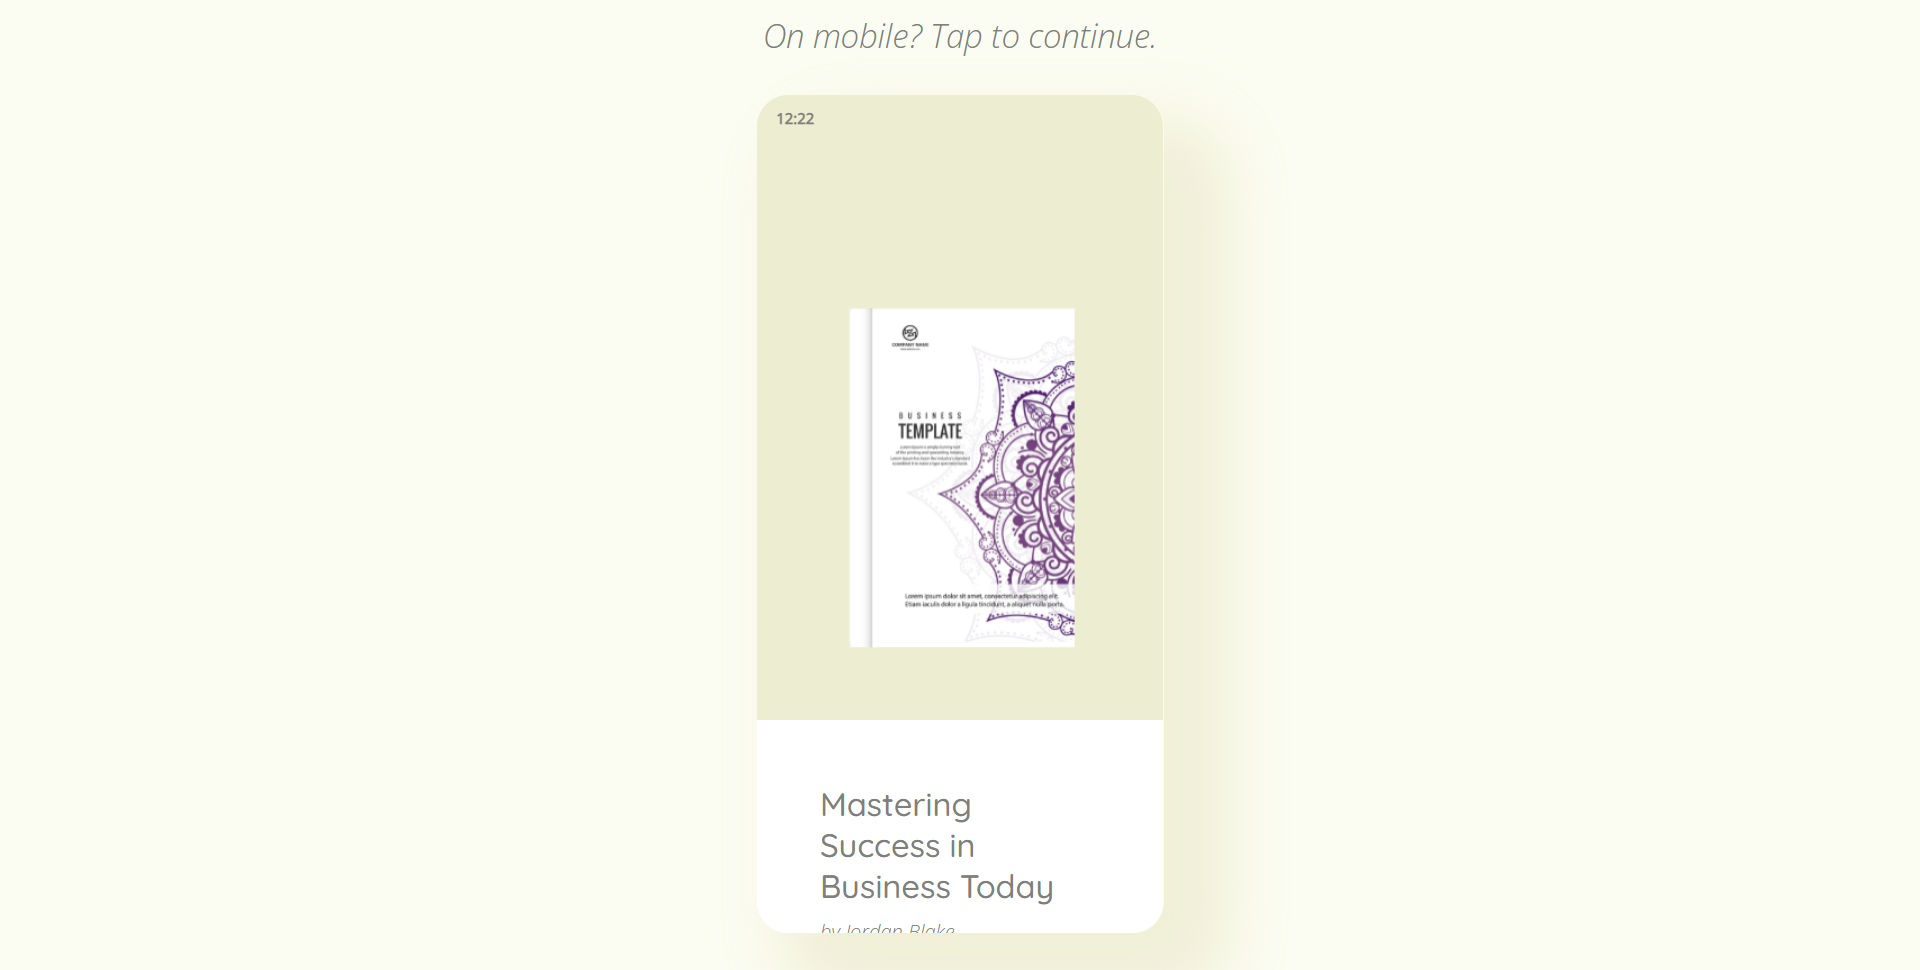 On mobile? Tap to continue.
12:22
COMPANY NAME
BUSINESS
TEMPLATE
Lorem ipsum dolor sit amet, consectetur adipiscing elit.
Etiam iaculis dolor a ligula tincidunt, a aliquet nulla porta.
Mastering
Success in
Business Today
by Jordan Blake